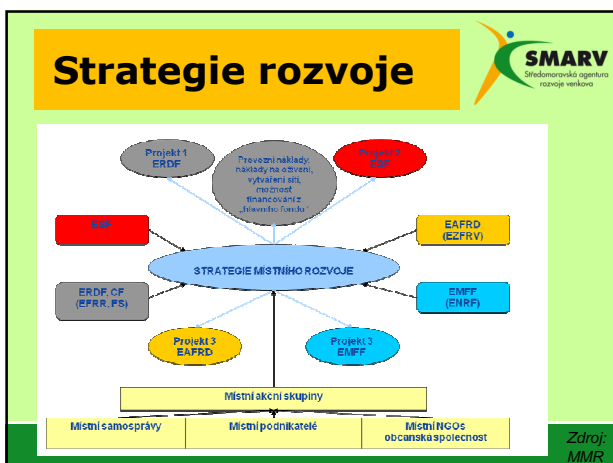 Strategie rozvoje
SMARV
Středomoravská agentura
rozvoje venkova
Projekt 1
ERDF
Provozní náklady,
náklady na oživení,
vytváření sítí,
možnost
financování z
„hlavního fondu“
Projekt 2
ESF
ESF
EAFRD
(EZFRV)
STRATEGIE MÍSTNÍHO ROZVOJE
ERDF, CF
(EFRR, FS)
EMFF
(ENRF)
Projekt 3
EAFRD
Projekt 3
EMFF
Místní akční skupiny
Místní samosprávy
Místní podnikatelé
Místní NGOs
občanská společnost
Zdroj:
MMR